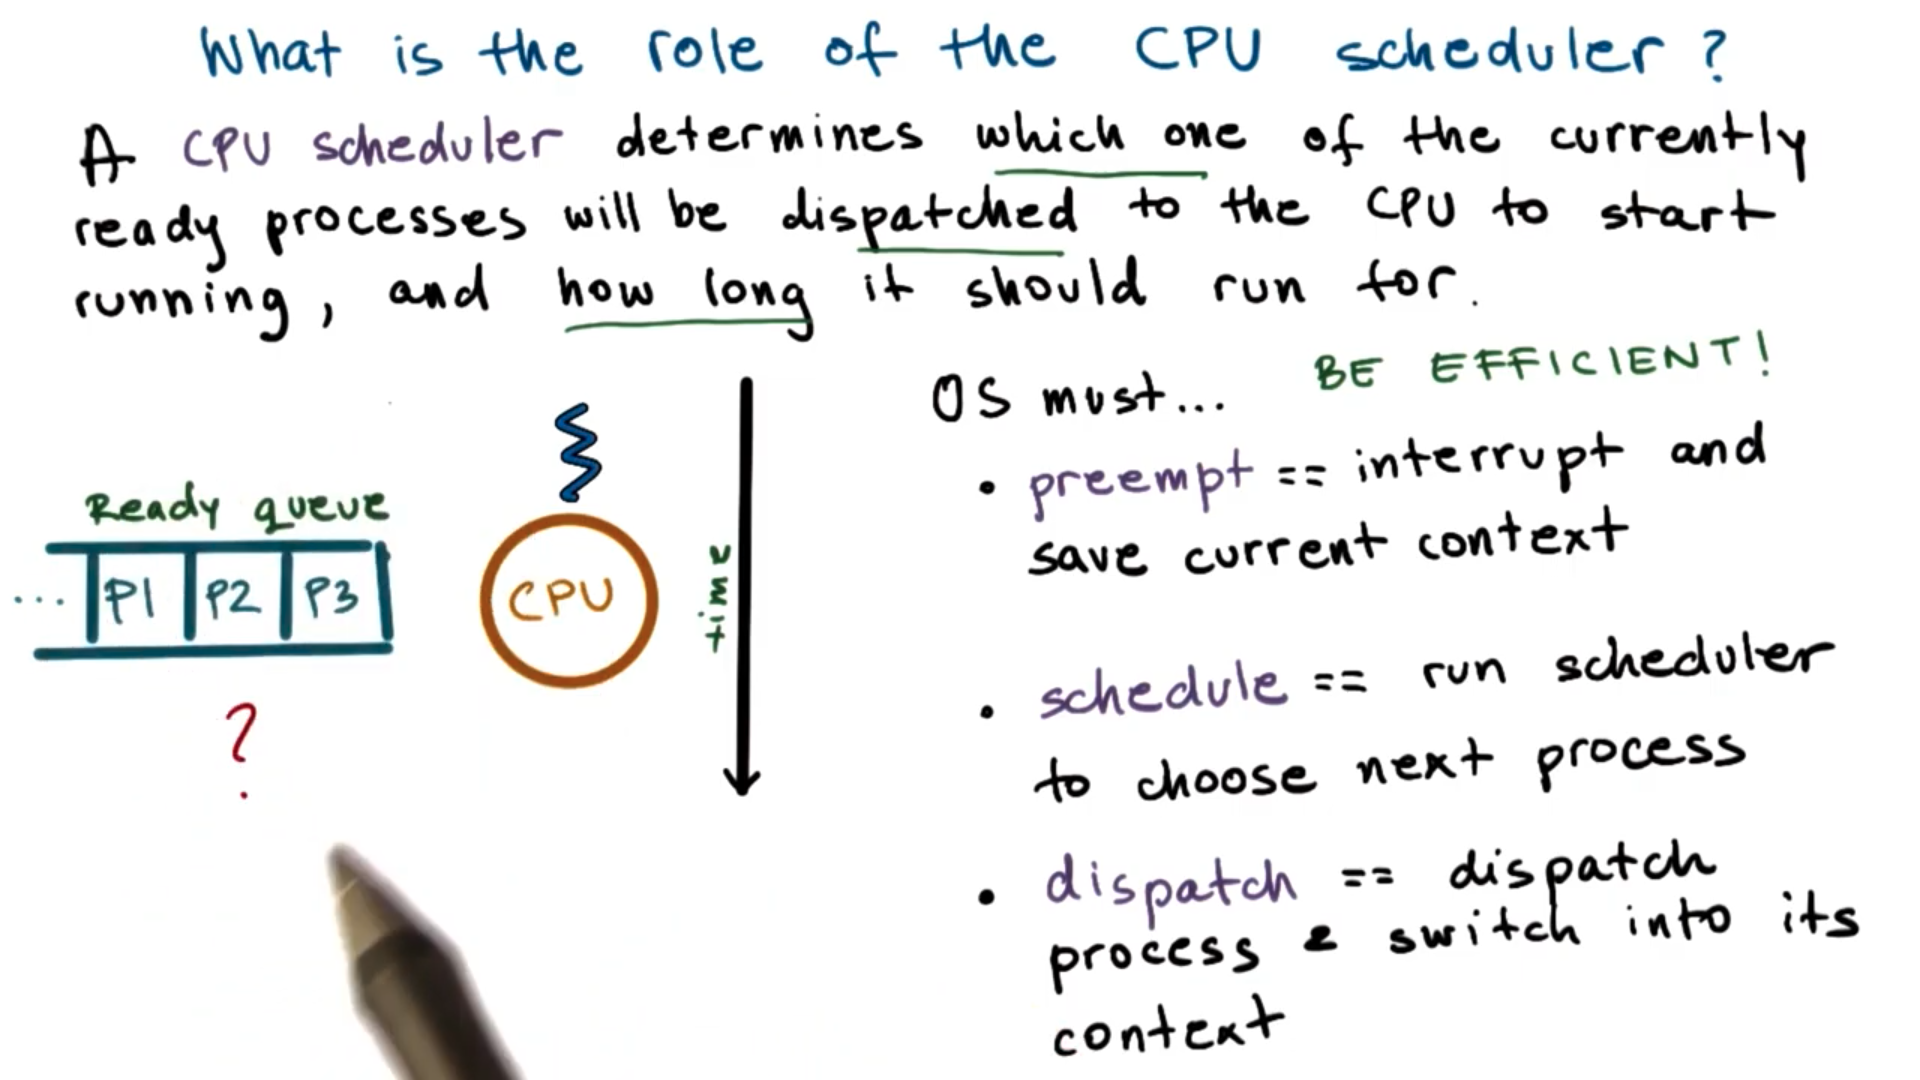 What is the role of the CPU scheduler?
A CPU scheduler determines which one of the currently
ready processes will be dispatched to the CPU to start
running, and how long it should run for.
BE EFFICIENT!
OS must...
• preempt == interrupt and
save current context
Ready queue
... P1 P2 P3
CPU
time
?
• schedule == run scheduler
to choose next process
• dispatch == dispatch
process & switch into its
context